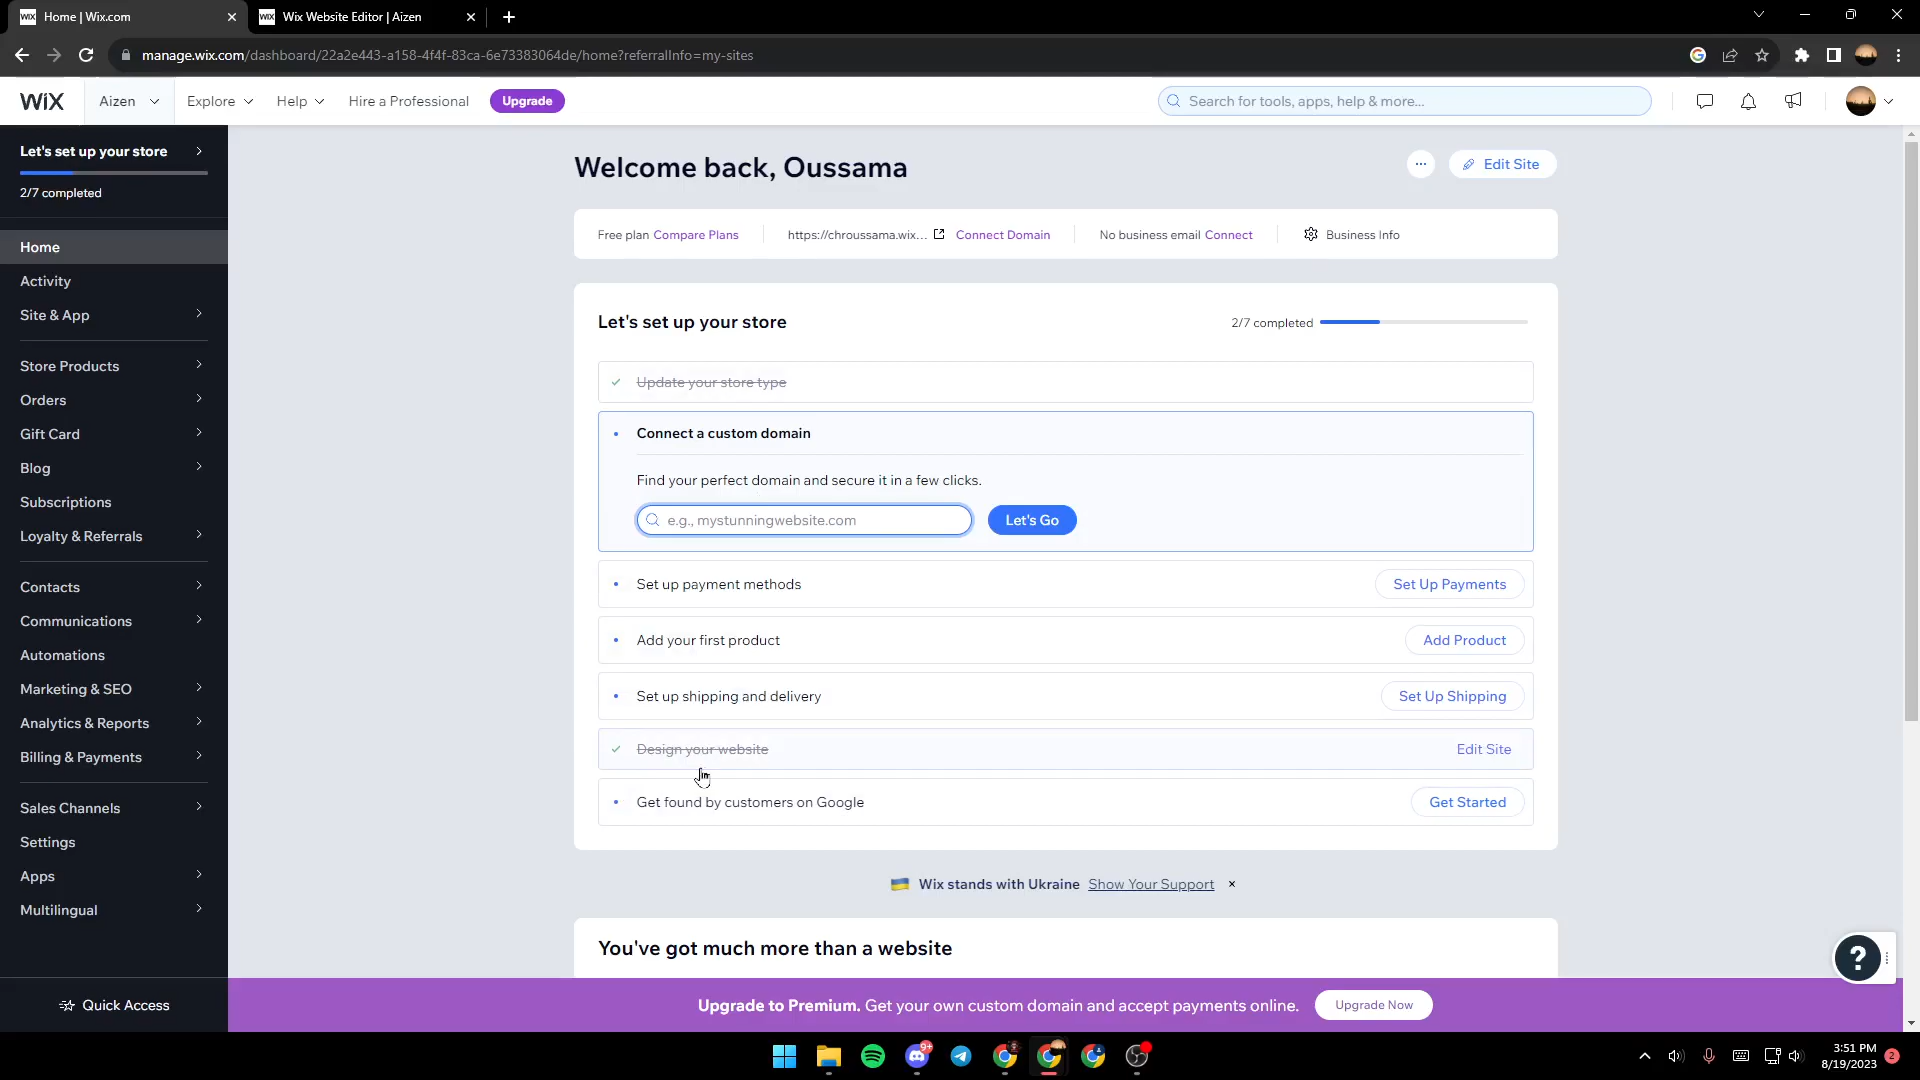 Home | Wix.com
Wix Website Editor | Aizen
manage.wix.com/dashboard/22a2e443-a158-4f4f-83ca-6e73383064de/home?referralInfo=my-sites
WiX
Aizen
Explore
Help
Hire a Professional
Upgrade
Search for tools, apps, help & more...
Let's set up your store
2/7 completed
Home
Activity
Site & App
Store Products
Orders
Gift Card
Blog
Subscriptions
Loyalty & Referrals
Contacts
Communications
Automations
Marketing & SEO
Analytics & Reports
Billing & Payments
Sales Channels
Settings
Apps
Multilingual
Quick Access
Welcome back, Oussama
Edit Site
Free plan Compare Plans
https://chroussama.wix... Connect Domain
No business email Connect
Business Info
Let's set up your store
2/7 completed
Update your store type
Connect a custom domain
Find your perfect domain and secure it in a few clicks.
e.g., mystunningwebsite.com
Let's Go
Set up payment methods
Set Up Payments
Add your first product
Add Product
Set up shipping and delivery
Set Up Shipping
Design your website
Edit Site
Get found by customers on Google
Get Started
Wix stands with Ukraine Show Your Support
You've got much more than a website
Upgrade to Premium. Get your own custom domain and accept payments online.
Upgrade Now
?
9+
3:51 PM
8/19/2023
2